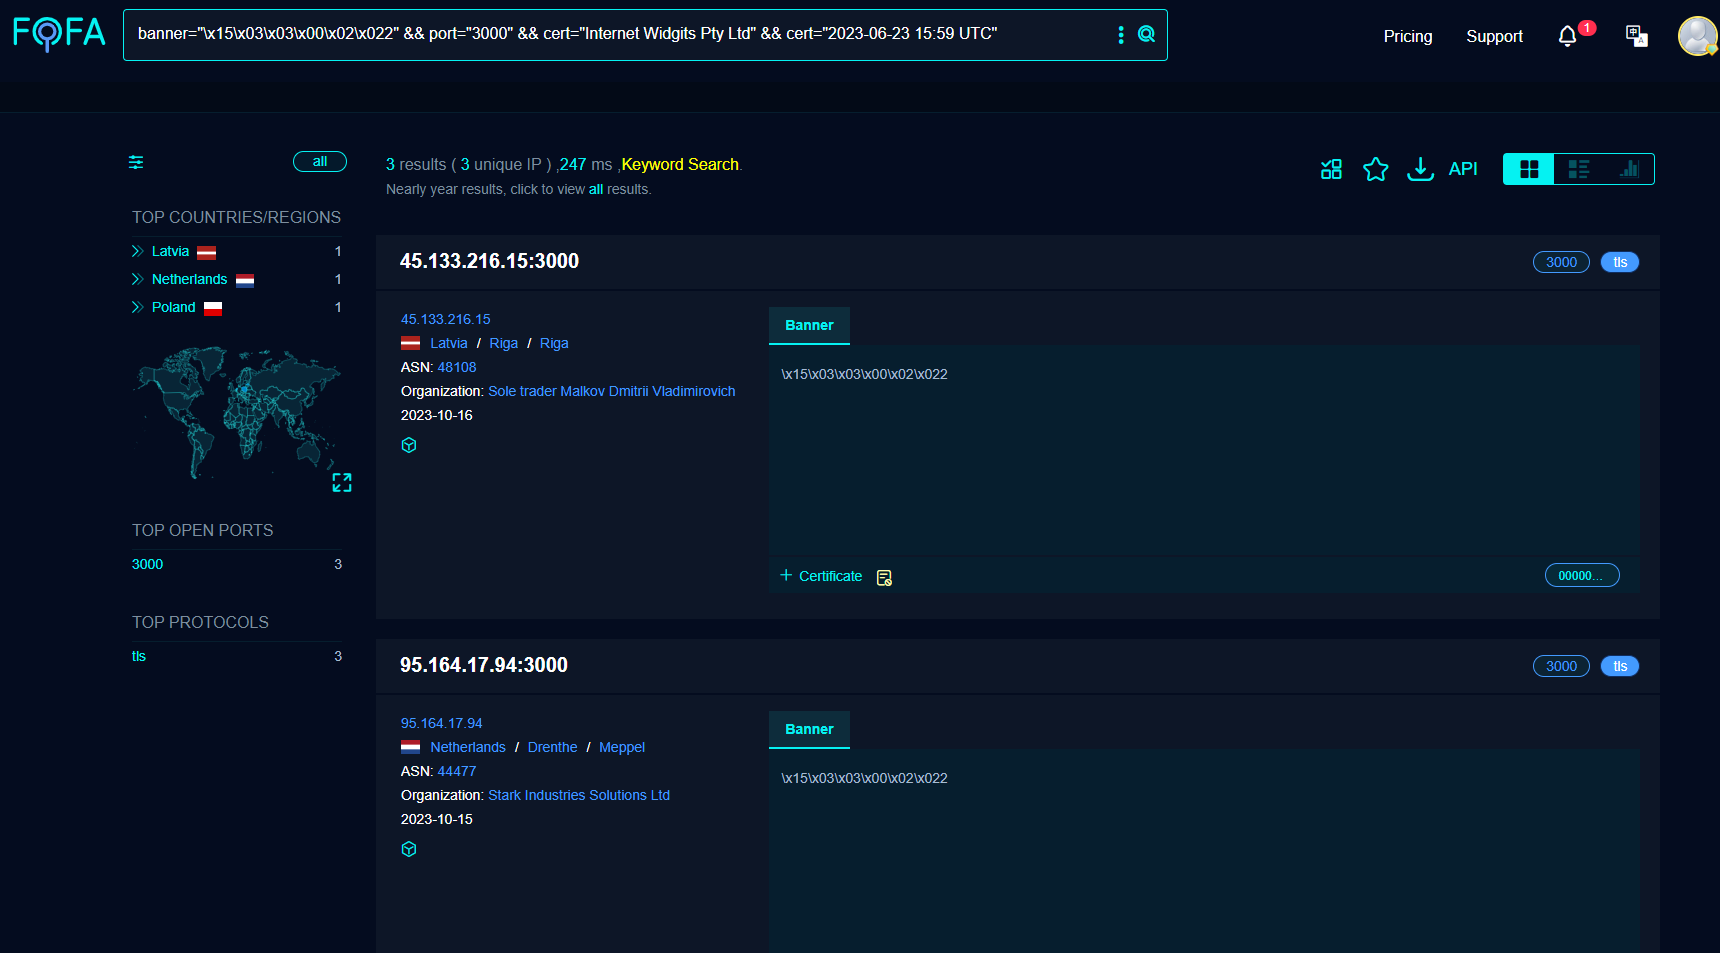 FOFA
banner="\x15\x03\x03\x00\x02\x022" && port="3000" && cert="Internet Widgits Pty Ltd" && cert="2023-06-23 15:59 UTC"
Pricing
Support
1
all
3 results ( 3 unique IP ) ,247 ms ,Keyword Search.
Nearly year results, click to view all results.
API
TOP COUNTRIES/REGIONS
Latvia 1
Netherlands 1
Poland 1
TOP OPEN PORTS
3000 3
TOP PROTOCOLS
tls 3
45.133.216.15:3000
3000 tls
45.133.216.15
Latvia / Riga / Riga
ASN: 48108
Organization: Sole trader Malkov Dmitrii Vladimirovich
2023-10-16
Banner
\x15\x03\x03\x00\x02\x022
+ Certificate
00000...
95.164.17.94:3000
3000 tls
95.164.17.94
Netherlands / Drenthe / Meppel
ASN: 44477
Organization: Stark Industries Solutions Ltd
2023-10-15
Banner
\x15\x03\x03\x00\x02\x022